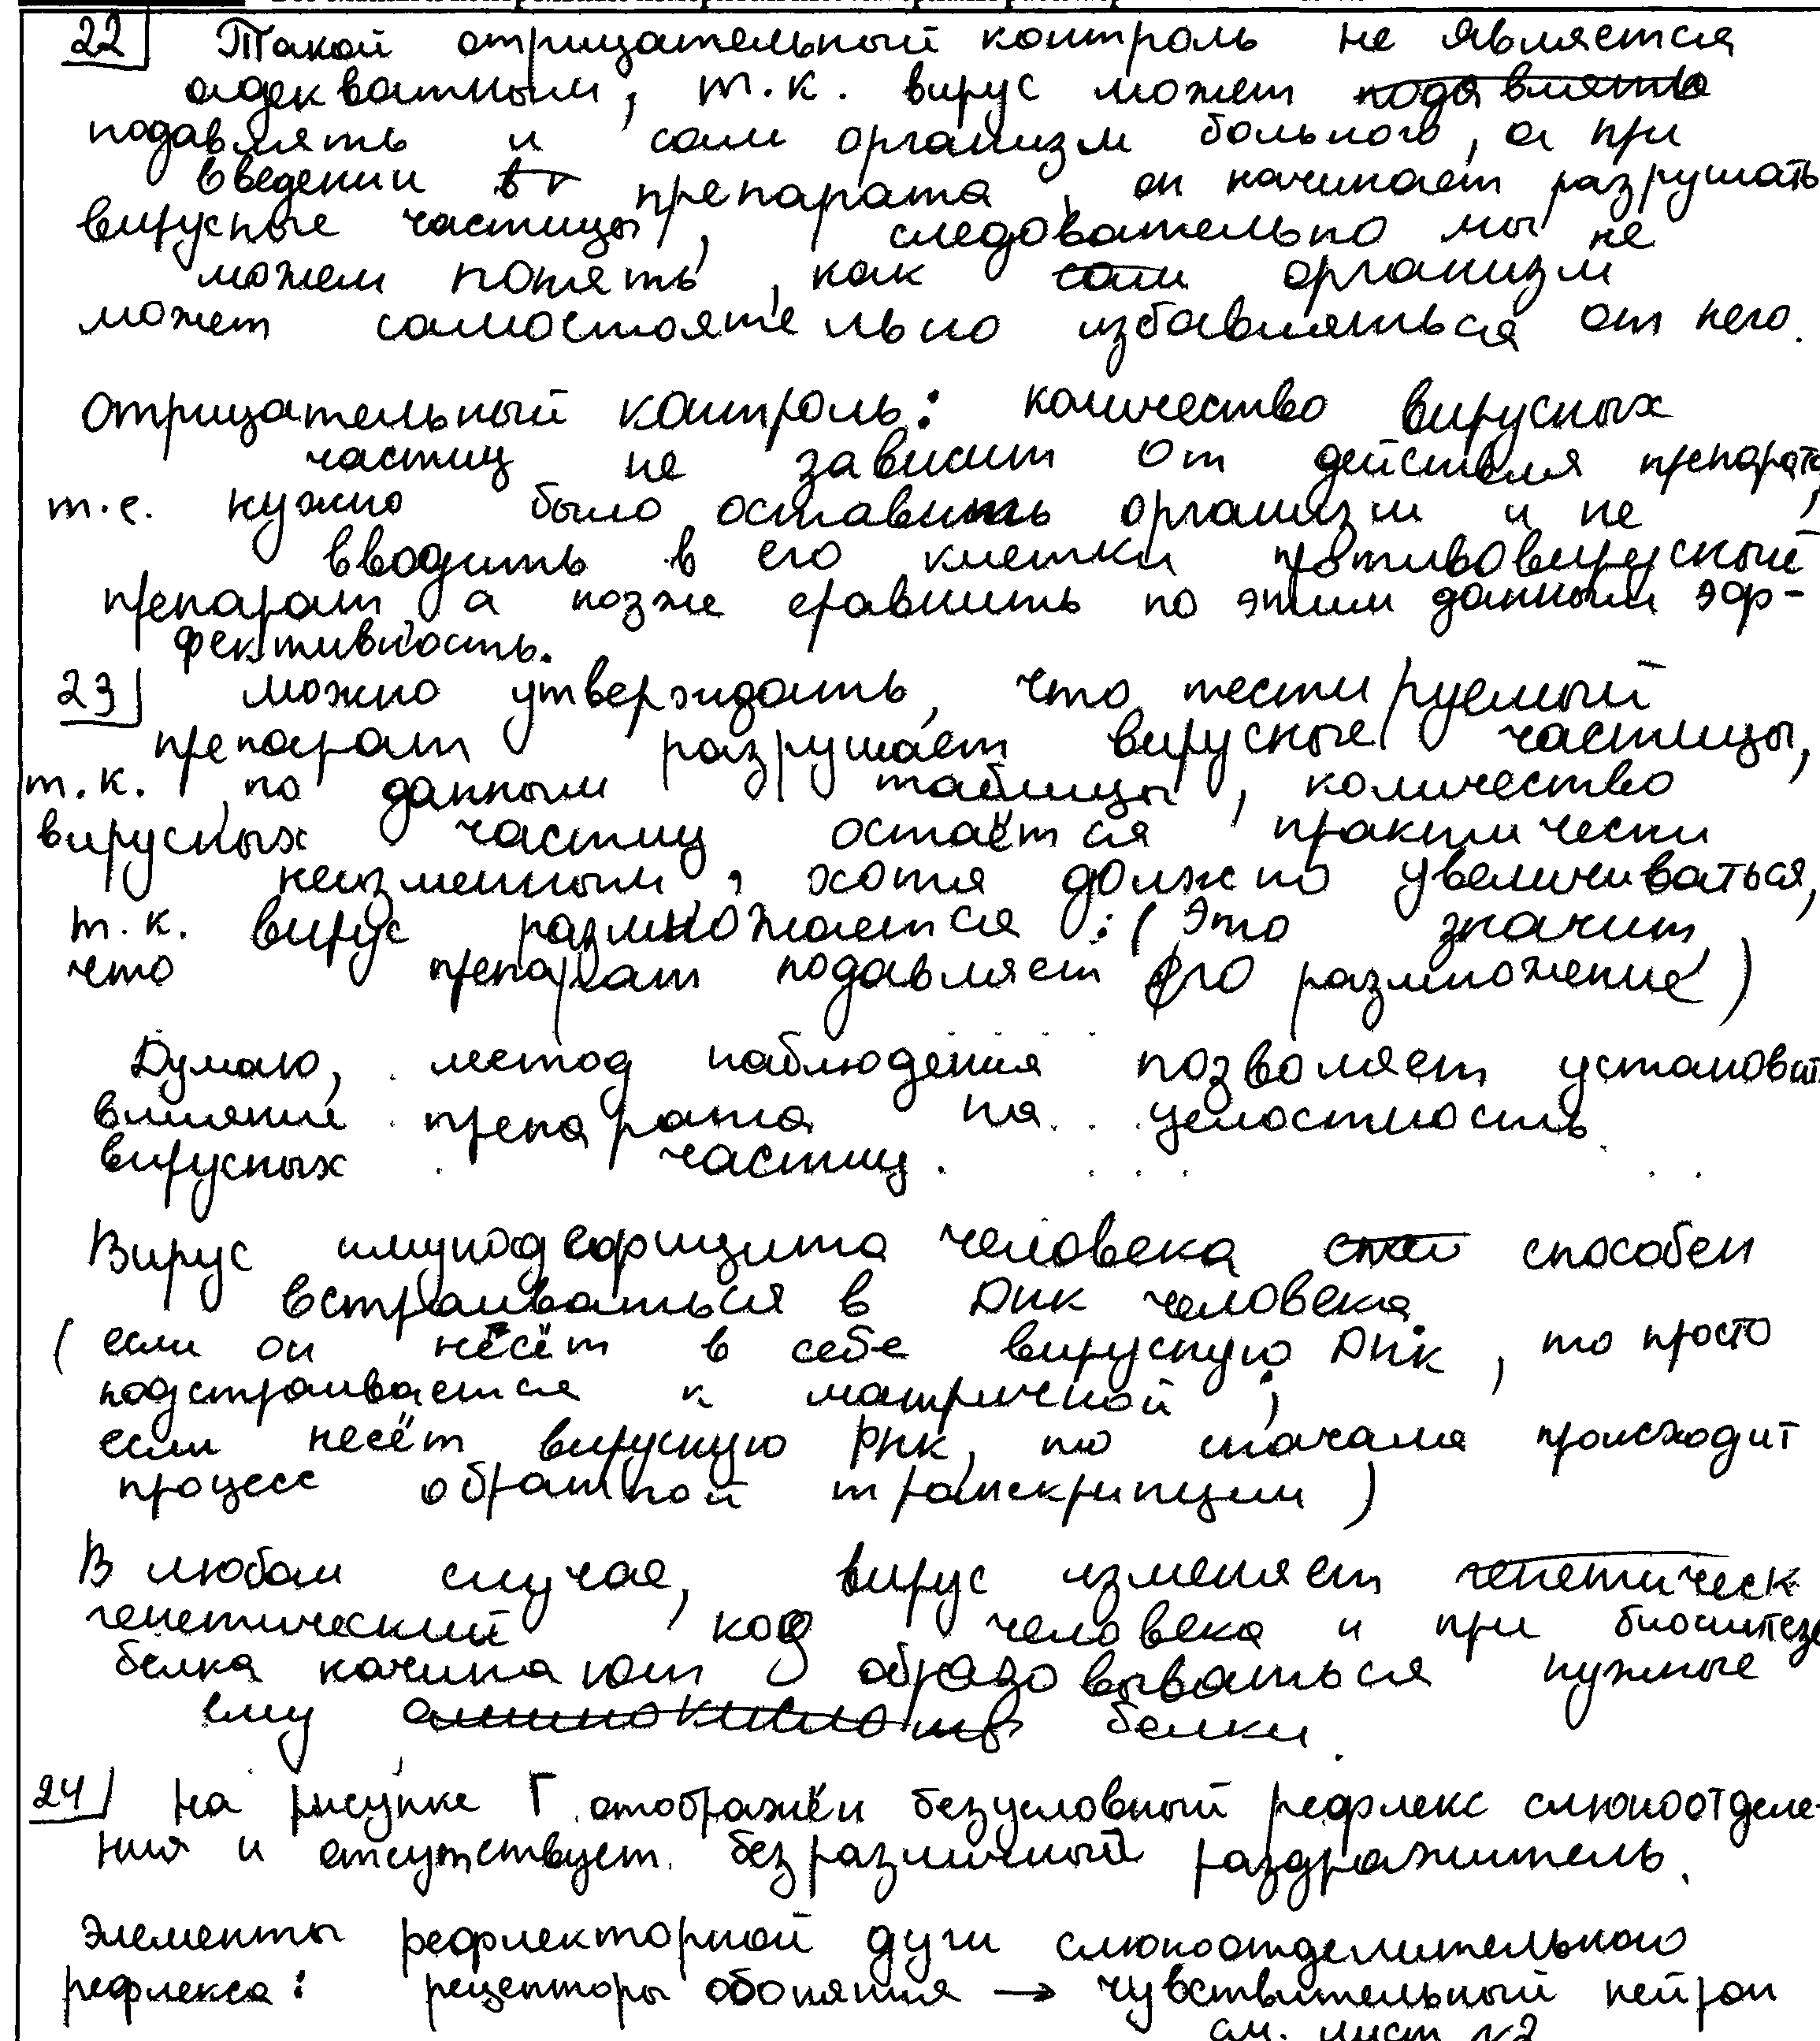 22 Такой отрицательный контроль не является
адекватным, т.к. вирус может подавлять
подавлять и сам организм больного, а при
введении препарата, он начинает разрушать
вирусные частицы, следовательно мы не
можем понять, как сам организм
может самостоятельно избавляться от него.
Отрицательный контроль: количество вирусных
частиц не зависит от действия препарата,
т.е. нужно было оставить организм и не
вводить в его клетки противовирусный
препарат а позже сравнить по этим данным эф-
фективность.
23 Можно утверждать, что тестируемый
препарат разрушает вирусные частицы,
т.к. по данным таблицы, количество
вирусных частиц остаётся практически
неизменным, хотя должно увеличиваться,
т.к. вирус размножается. (Это значит
что препарат подавляет его размножение)
Думаю, метод наблюдения позволяет установить
влияние препарата на целостность
вирусных частиц.
Вирус имунодефицита человека способен
встраиваться в ДНК человека.
(если он несёт в себе вирусную ДНК, то просто
подстраивается к матричной;
если несёт вирусную РНК, то сначала происходит
процесс обратной транскрипции)
В любом случае, вирус изменяет генетическ
генетический код человека и при биосинтезе
белка начинают образовываться нужные
ему аминокислоты белки.
24 На рисунке Г отображён безусловный рефлекс слюноотделе-
ния и отсутствует безразличный раздражитель.
Элементы рефлекторной дуги слюноотделительного
рефлекса: рецепторы обоняния → чувствительный нейрон
см. лист №2